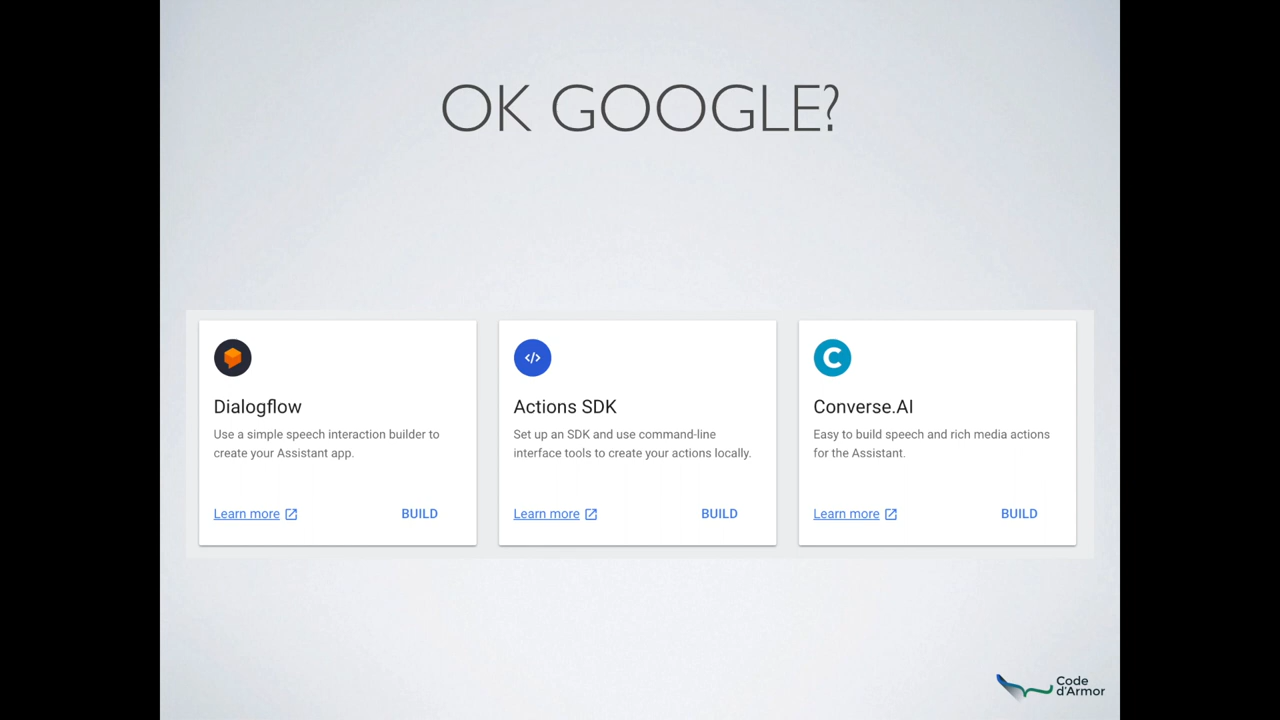 OK GOOGLE?
Dialogflow
Use a simple speech interaction builder to
create your Assistant app.
Learn more
BUILD
Actions SDK
Set up an SDK and use command-line
interface tools to create your actions locally.
Learn more
BUILD
Converse.AI
Easy to build speech and rich media actions
for the Assistant.
Learn more
BUILD
Code
d'Armor